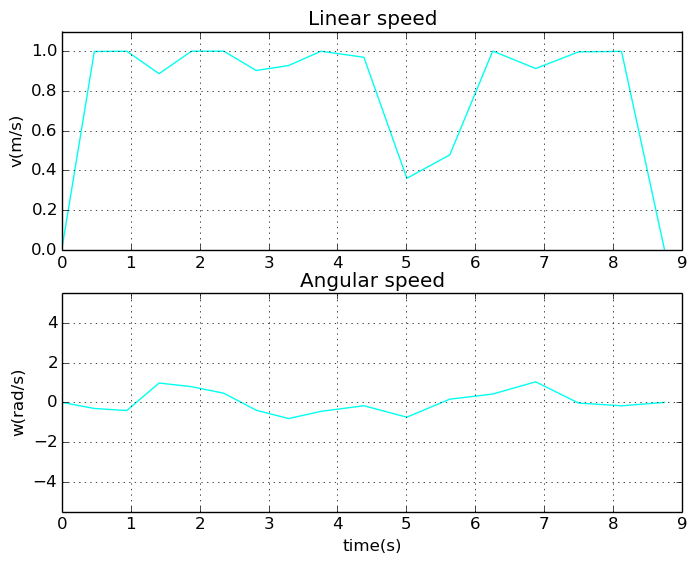 Linear speed
v(m/s)
1.0
0.8
0.6
0.4
0.2
0.0
0 1 2 3 4 5 6 7 8 9
Angular speed
w(rad/s)
4
2
0
−2
−4
0 1 2 3 4 5 6 7 8 9
time(s)